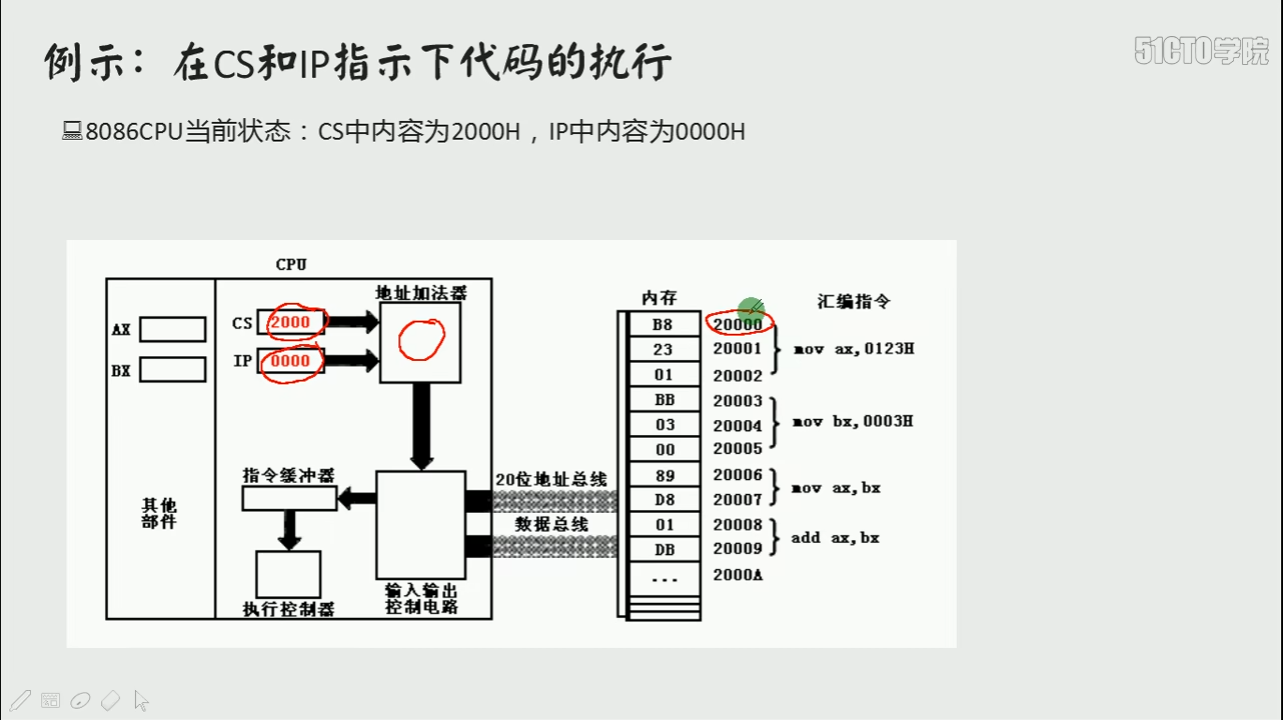 例示：在CS和IP指示下代码的执行
51CTO学院
8086CPU当前状态：CS中内容为2000H，IP中内容为0000H
CPU
地址加法器
内存
汇编指令
AX
CS
2000
BX
IP
0000
B8
20000
23
20001
mov ax,0123H
01
20002
BB
20003
03
20004
mov bx,0003H
00
20005
89
20006
D8
20007
mov ax,bx
01
20008
DB
20009
add ax,bx
...
2000A
指令缓冲器
20位地址总线
数据总线
其他
部件
执行控制器
输入输出
控制电路